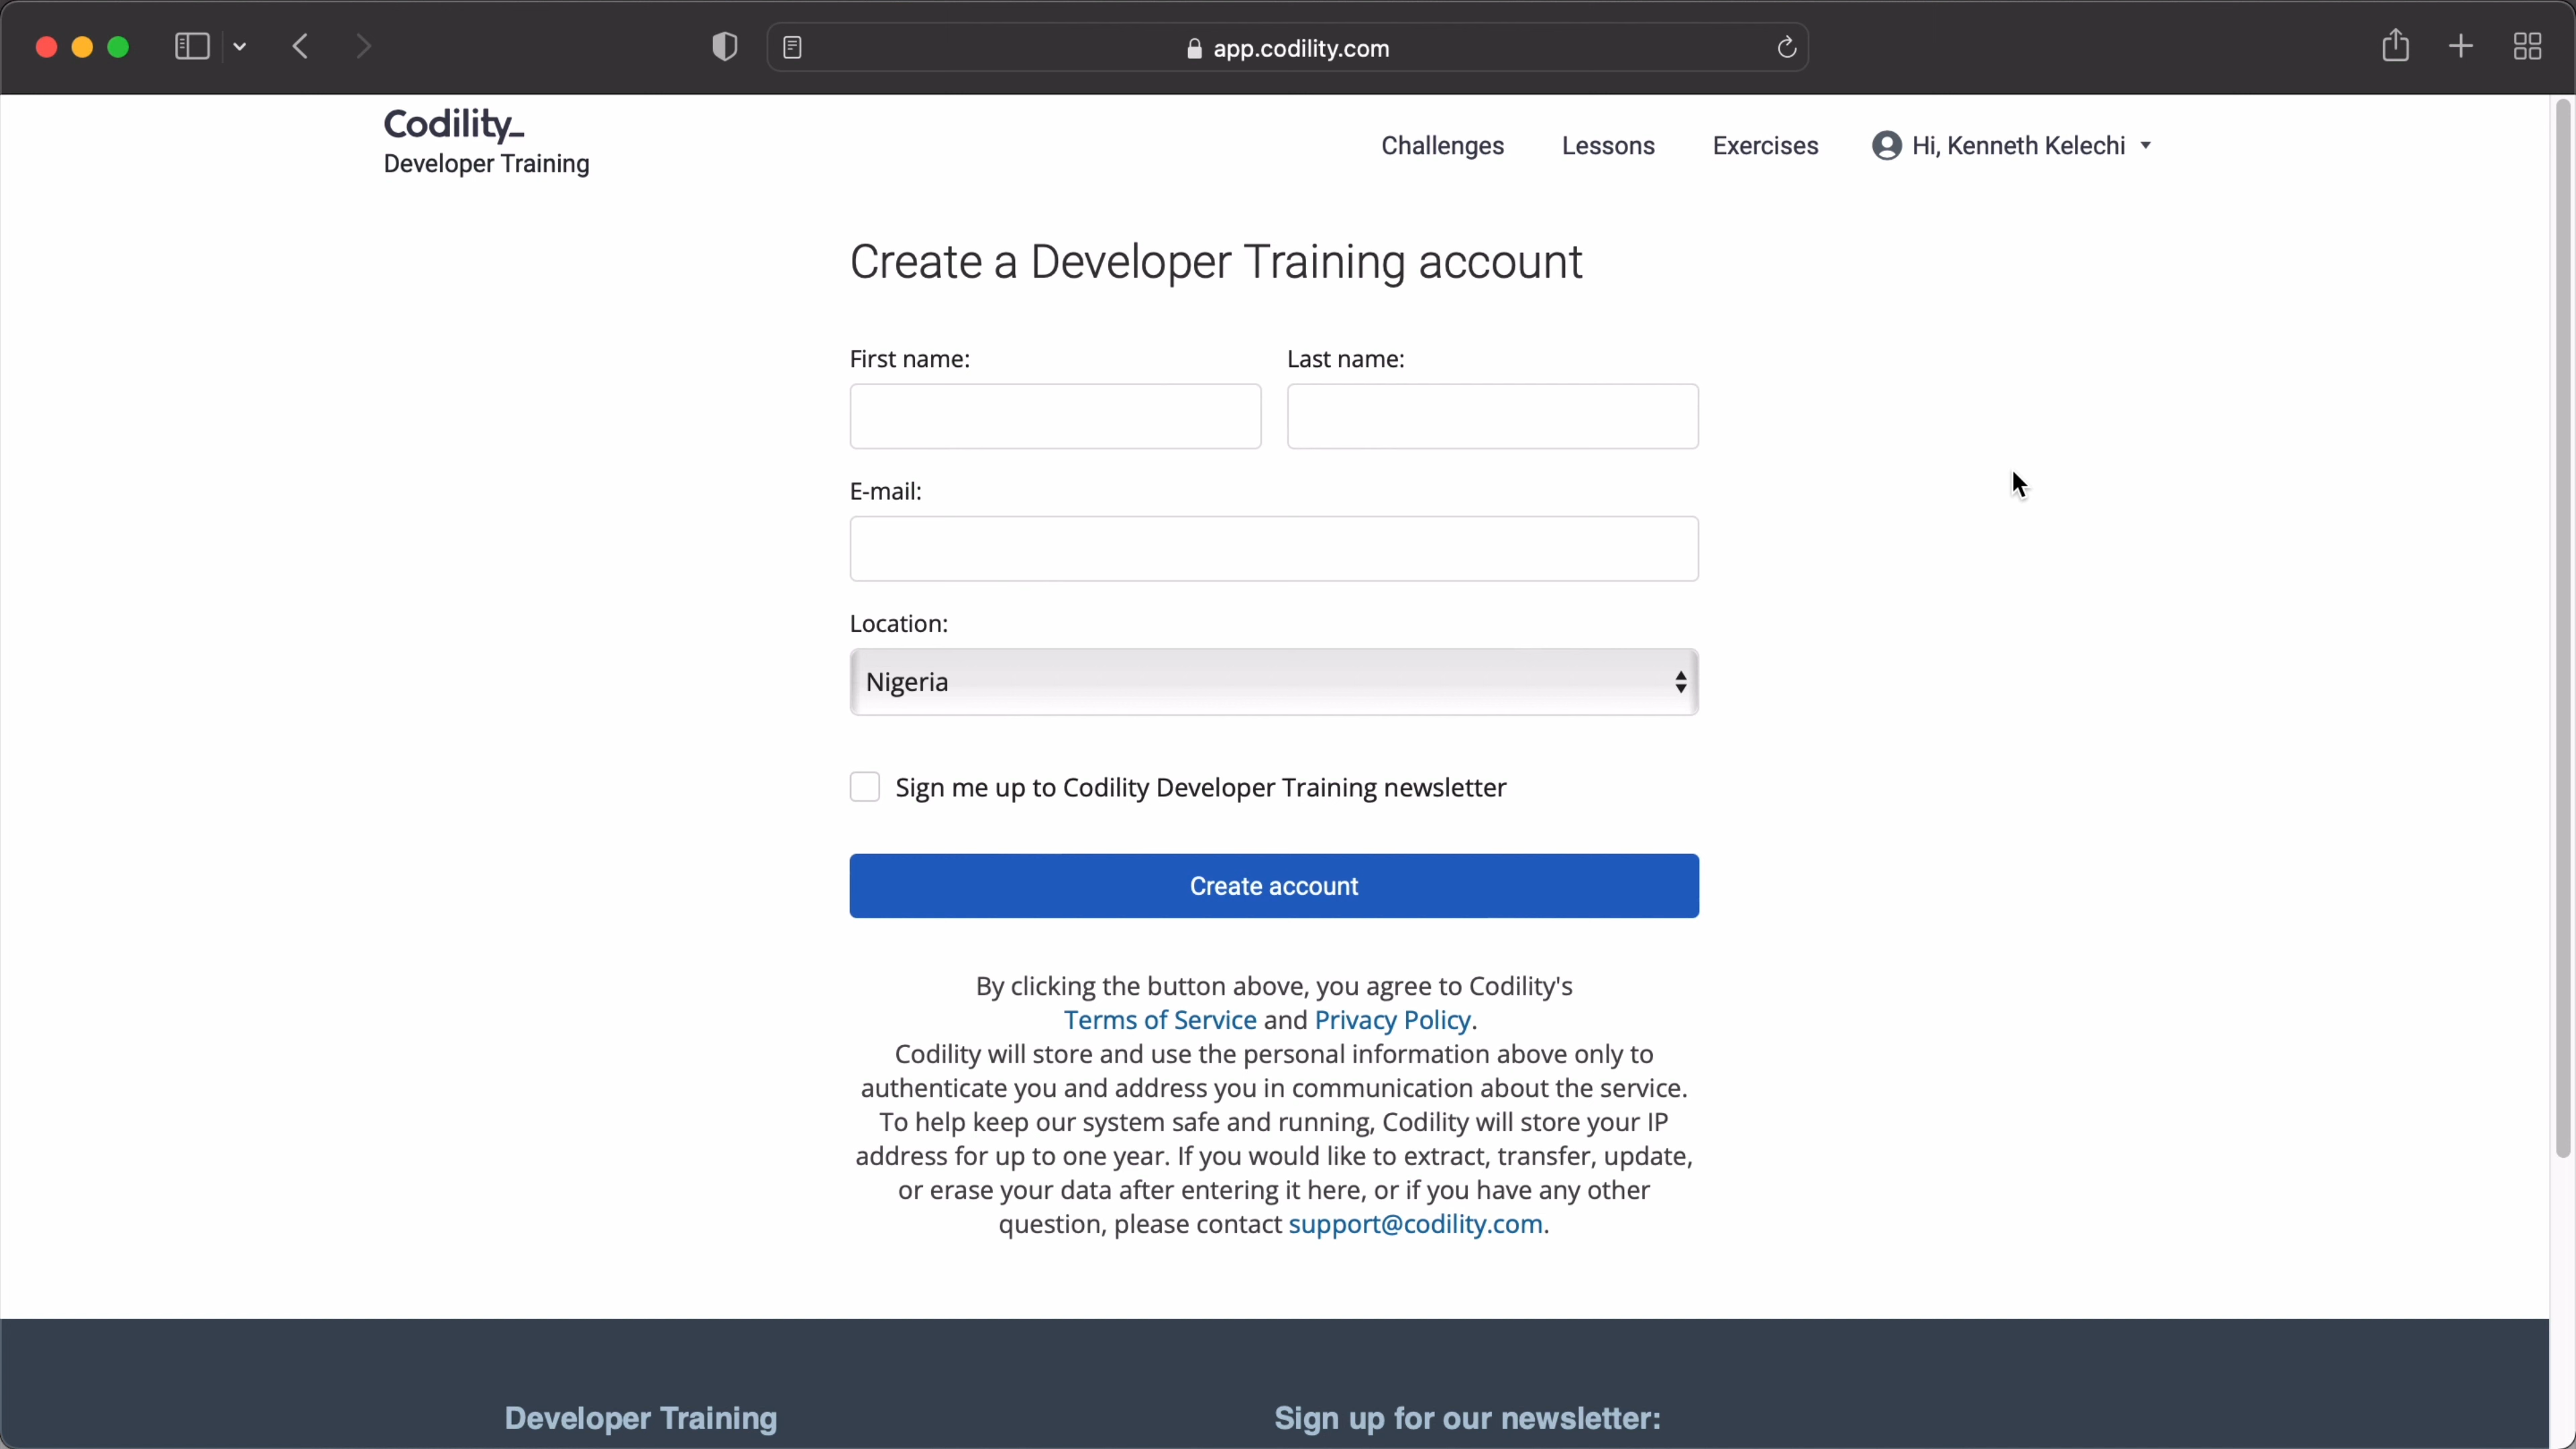 app.codility.com
Codility_
Developer Training
Challenges Lessons Exercises Hi, Kenneth Kelechi
Create a Developer Training account
First name: Last name:
E-mail:
Location:
Nigeria
Sign me up to Codility Developer Training newsletter
Create account
By clicking the button above, you agree to Codility's
Terms of Service and Privacy Policy.
Codility will store and use the personal information above only to
authenticate you and address you in communication about the service.
To help keep our system safe and running, Codility will store your IP
address for up to one year. If you would like to extract, transfer, update,
or erase your data after entering it here, or if you have any other
question, please contact support@codility.com.
Developer Training Sign up for our newsletter: